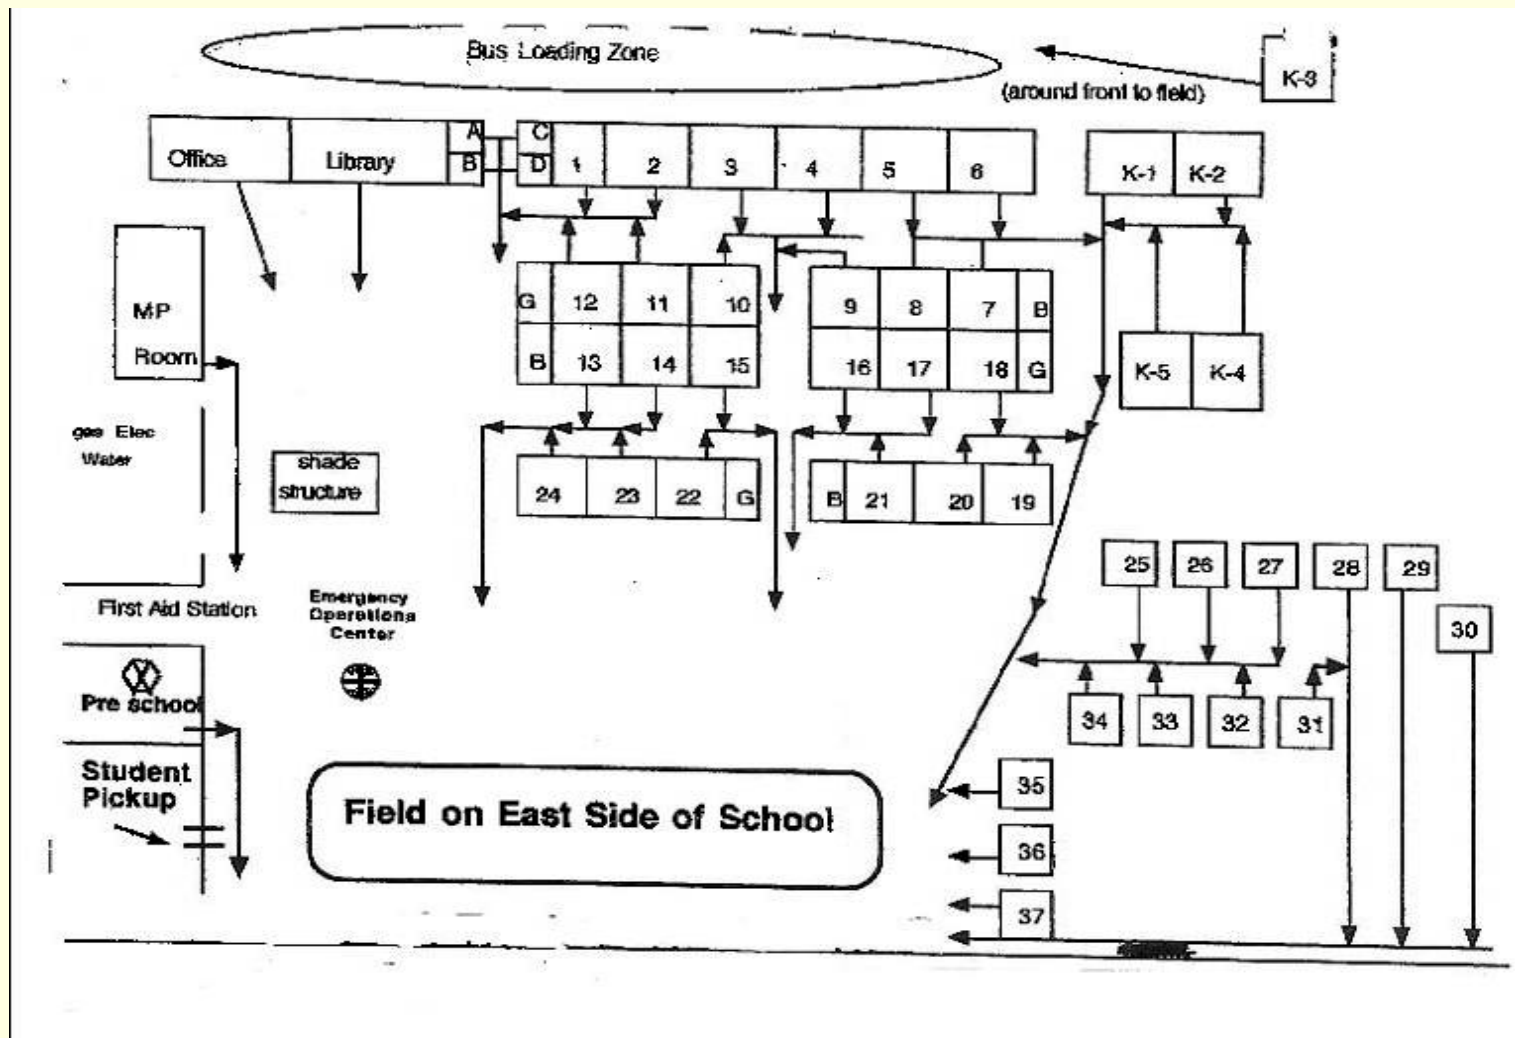 Bus Loading Zone
K-3
(around front to field)
A
C
Office
Library
B
D
1
2
3
4
5
6
K-1
K-2
MP
Room
G
12
11
10
9
8
7
B
B
13
14
15
16
17
18
G
K-5
K-4
gas Elec
Water
shade
structure
24
23
22
G
B
21
20
19
25
26
27
28
29
30
First Aid Station
Emergency
Operations
Center
Pre school
34
33
32
31
Student
Pickup
Field on East Side of School
35
36
37